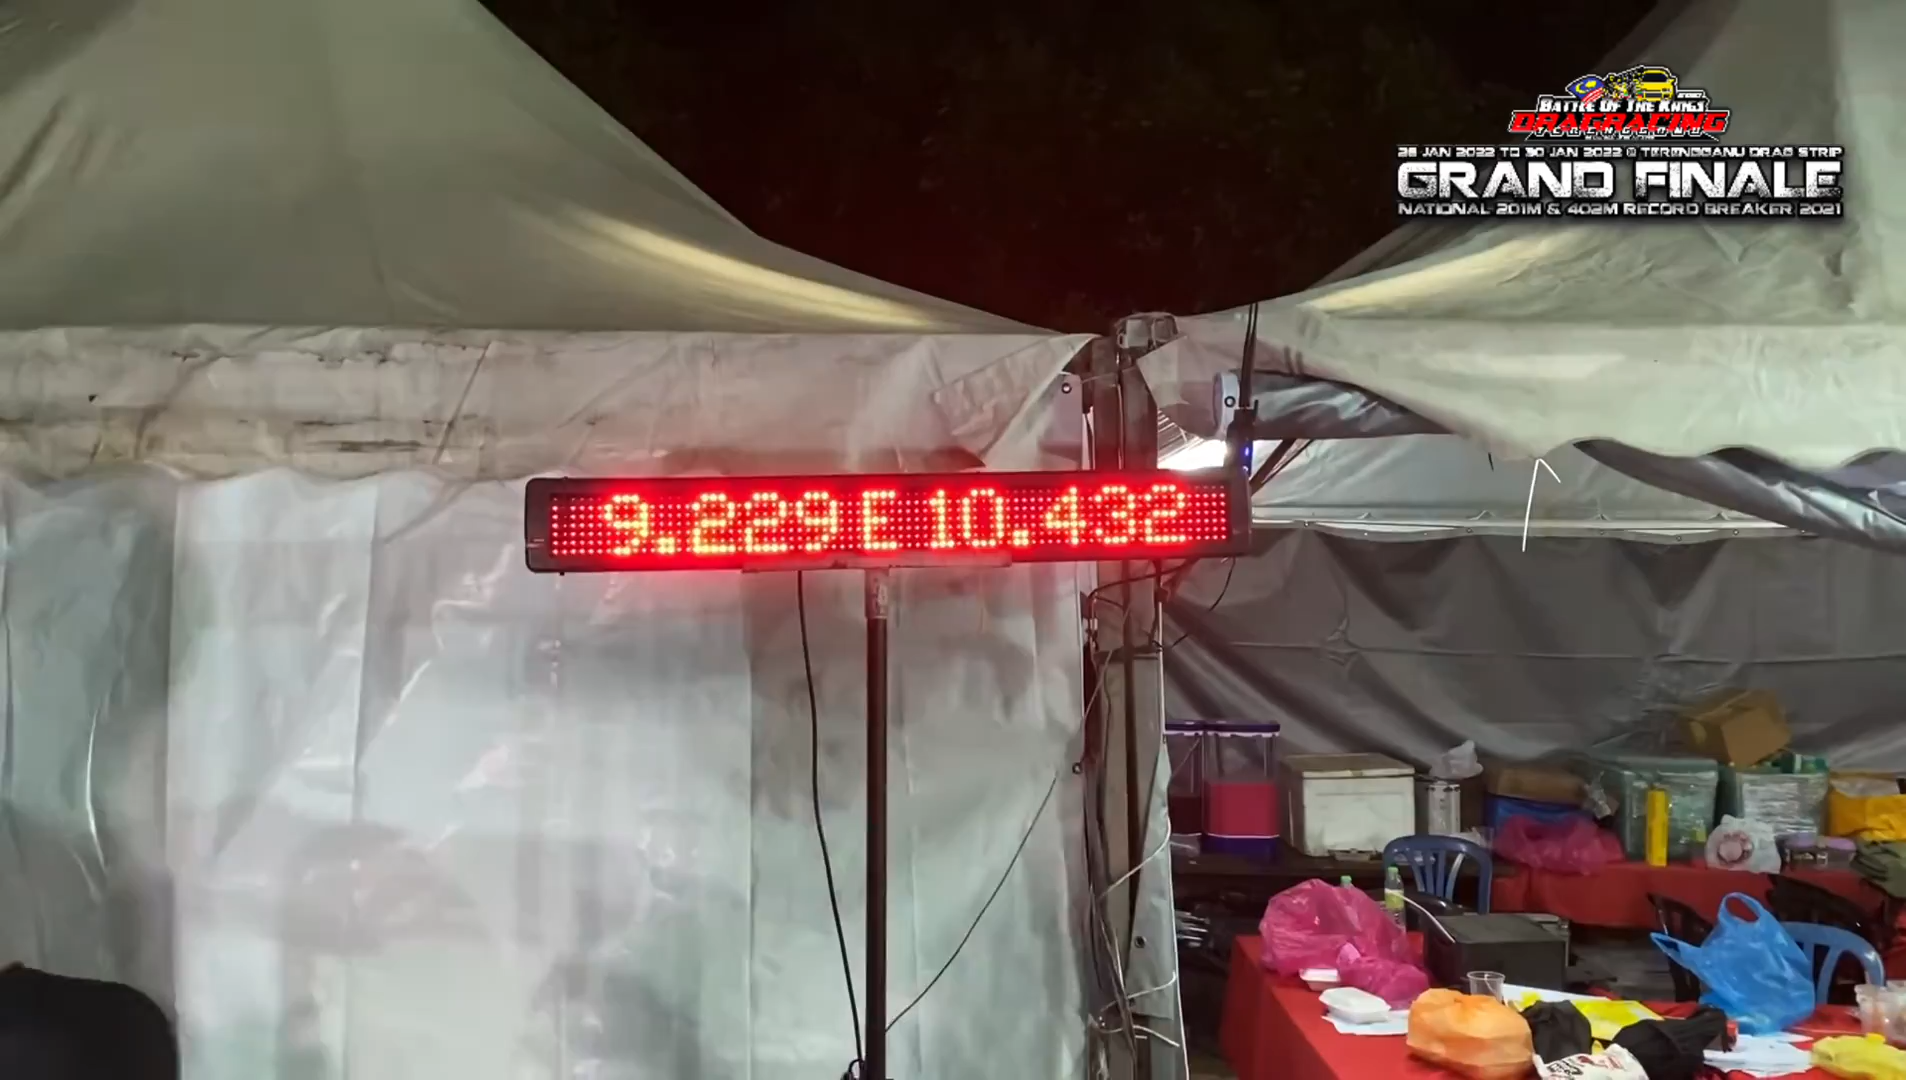 BATTLE OF THE KINGS
DRAGRACING
TERENGGANU
28 JAN 2022 TO 30 JAN 2022 @ TERENGGANU DRAG STRIP
GRAND FINALE
NATIONAL 201M & 402M RECORD BREAKER 2021
9.229 E 10.432